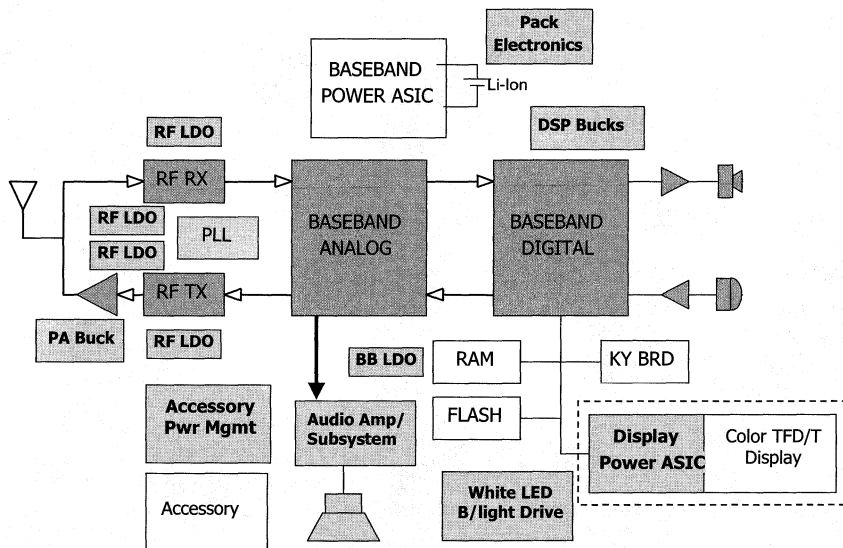 Pack
Electronics
BASEBAND
POWER ASIC
Li-Ion
RF LDO
DSP Bucks
RF RX
BASEBAND
ANALOG
BASEBAND
DIGITAL
RF LDO
PLL
RF LDO
RF TX
PA Buck
RF LDO
BB LDO
RAM
KY BRD
Accessory
Pwr Mgmt
Audio Amp/
Subsystem
FLASH
Display
Power ASIC
Color TFD/T
Display
White LED
B/light Drive
Accessory